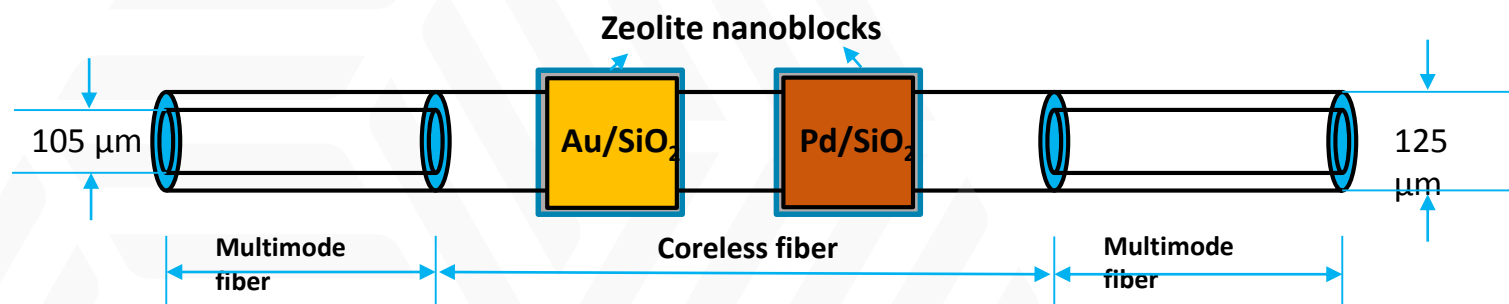 Zeolite nanoblocks
105 µm
Au/SiO₂
Pd/SiO₂
125
µm
Multimode
fiber
Coreless fiber
Multimode
fiber